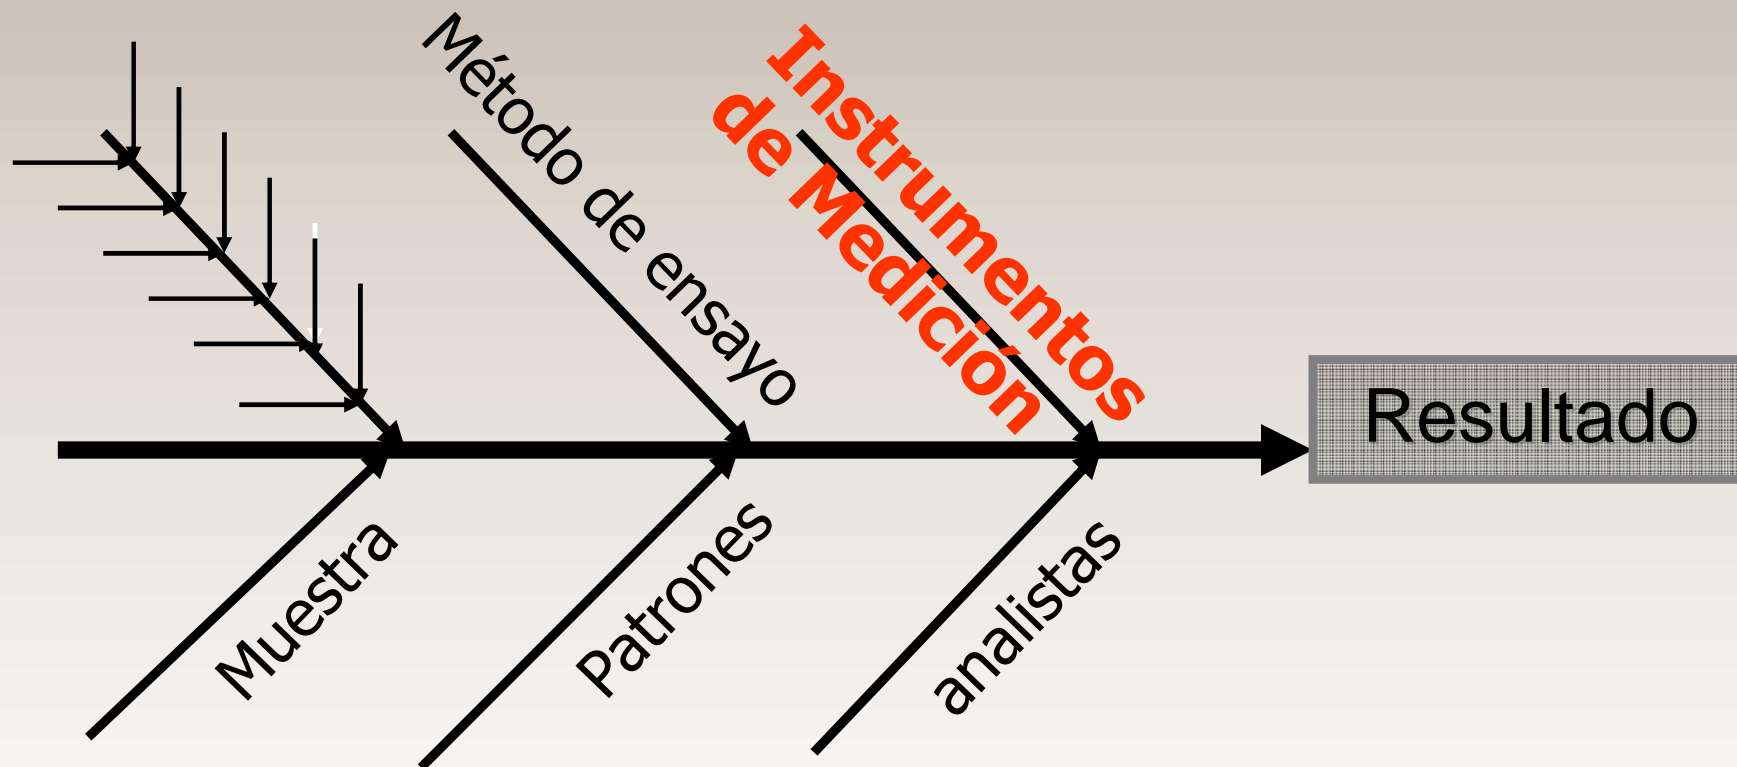 Método de ensayo
Instrumentos
de Medición
Resultado
Muestra
Patrones
analistas